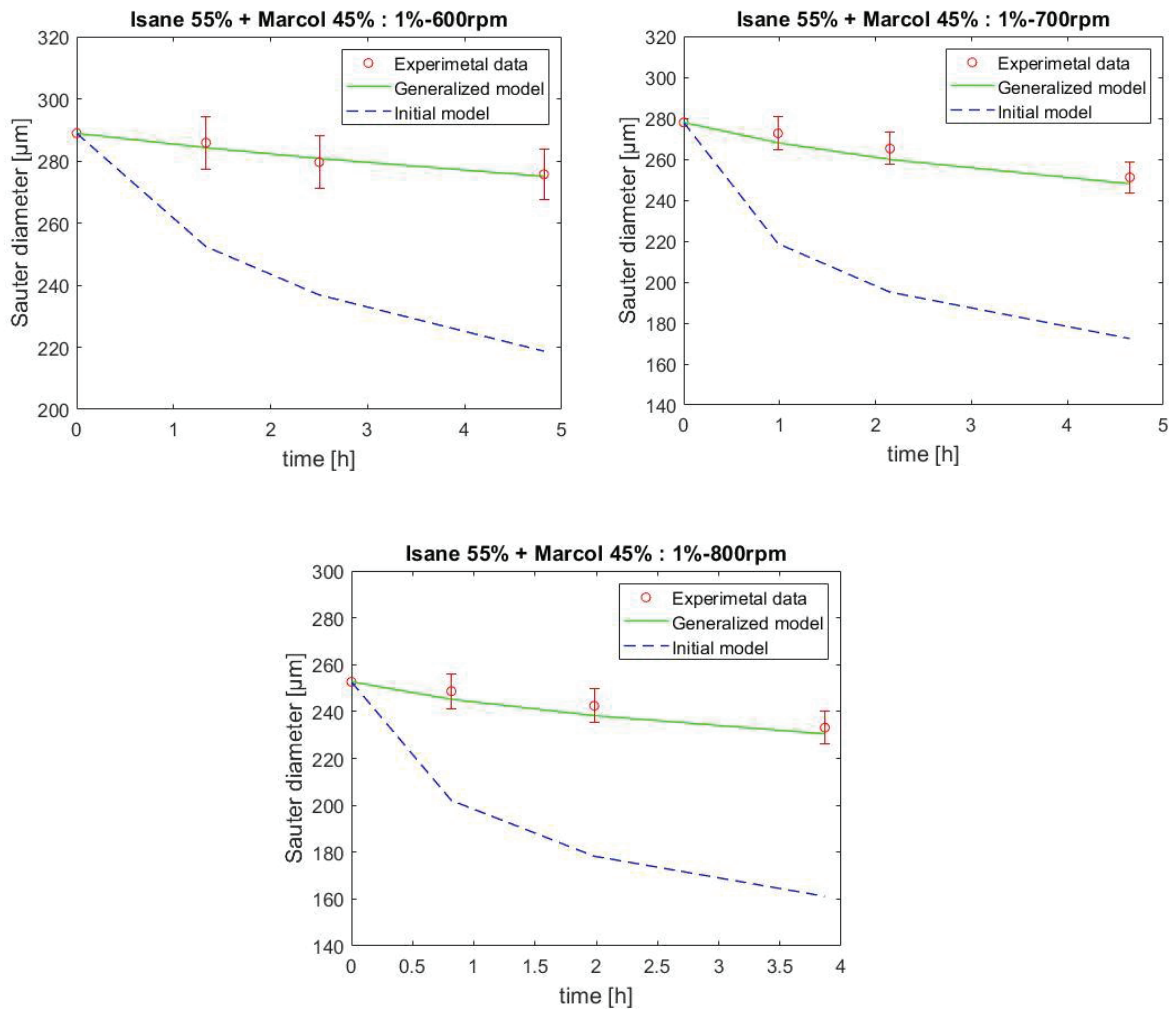 Isane 55% + Marcol 45% : 1%-600rpm
320
300
280
260
240
220
200
Sauter diameter [µm]
Experimetal data
Generalized model
Initial model
0 1 2 3 4 5
time [h]
Isane 55% + Marcol 45% : 1%-700rpm
320
300
280
260
240
220
200
180
160
140
Sauter diameter [µm]
Experimetal data
Generalized model
Initial model
0 1 2 3 4 5
time [h]
Isane 55% + Marcol 45% : 1%-800rpm
300
280
260
240
220
200
180
160
140
Sauter diameter [µm]
Experimetal data
Generalized model
Initial model
0 0.5 1 1.5 2 2.5 3 3.5 4
time [h]